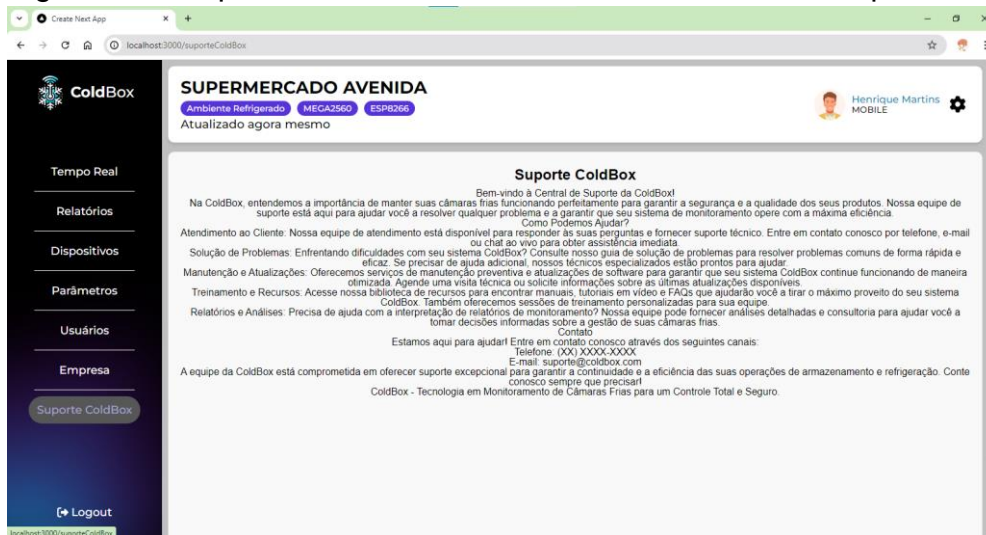 Create Next App
localhost:3000/suporteColdBox
ColdBox
SUPERMERCADO AVENIDA
Ambiente Refrigerado MEGA2560 ESP8266
Atualizado agora mesmo
Henrique Martins
MOBILE
Tempo Real
Relatórios
Dispositivos
Parâmetros
Usuários
Empresa
Suporte ColdBox
Logout
localhost:3000/suporteColdBox
Suporte ColdBox
Bem-vindo à Central de Suporte da ColdBox!
Na ColdBox, entendemos a importância de manter suas câmaras frias funcionando perfeitamente para garantir a segurança e a qualidade dos seus produtos. Nossa equipe de
suporte está aqui para ajudar você a resolver qualquer problema e a garantir que seu sistema de monitoramento opere com a máxima eficiência.
Como Podemos Ajudar?
Atendimento ao Cliente: Nossa equipe de atendimento está disponível para responder às suas perguntas e fornecer suporte técnico. Entre em contato conosco por telefone, e-mail
ou chat ao vivo para obter assistência imediata.
Solução de Problemas: Enfrentando dificuldades com seu sistema ColdBox? Consulte nosso guia de solução de problemas para resolver problemas comuns de forma rápida e
eficaz. Se precisar de ajuda adicional, nossos técnicos especializados estão prontos para ajudar.
Manutenção e Atualizações: Oferecemos serviços de manutenção preventiva e atualizações de software para garantir que seu sistema ColdBox continue funcionando de maneira
otimizada. Agende uma visita técnica ou solicite informações sobre as últimas atualizações disponíveis.
Treinamento e Recursos: Acesse nossa biblioteca de recursos para encontrar manuais, tutoriais em vídeo e FAQs que ajudarão você a tirar o máximo proveito do seu sistema
ColdBox. Também oferecemos sessões de treinamento personalizadas para sua equipe.
Relatórios e Análises: Precisa de ajuda com a interpretação de relatórios de monitoramento? Nossa equipe pode fornecer análises detalhadas e consultoria para ajudar você a
tomar decisões informadas sobre a gestão de suas câmaras frias.
Contato
Estamos aqui para ajudar! Entre em contato conosco através dos seguintes canais:
Telefone: (XX) XXXX-XXXX
E-mail: suporte@coldbox.com
A equipe da ColdBox está comprometida em oferecer suporte excepcional para garantir a continuidade e a eficiência das suas operações de armazenamento e refrigeração. Conte
conosco sempre que precisar!
ColdBox - Tecnologia em Monitoramento de Câmaras Frias para um Controle Total e Seguro.